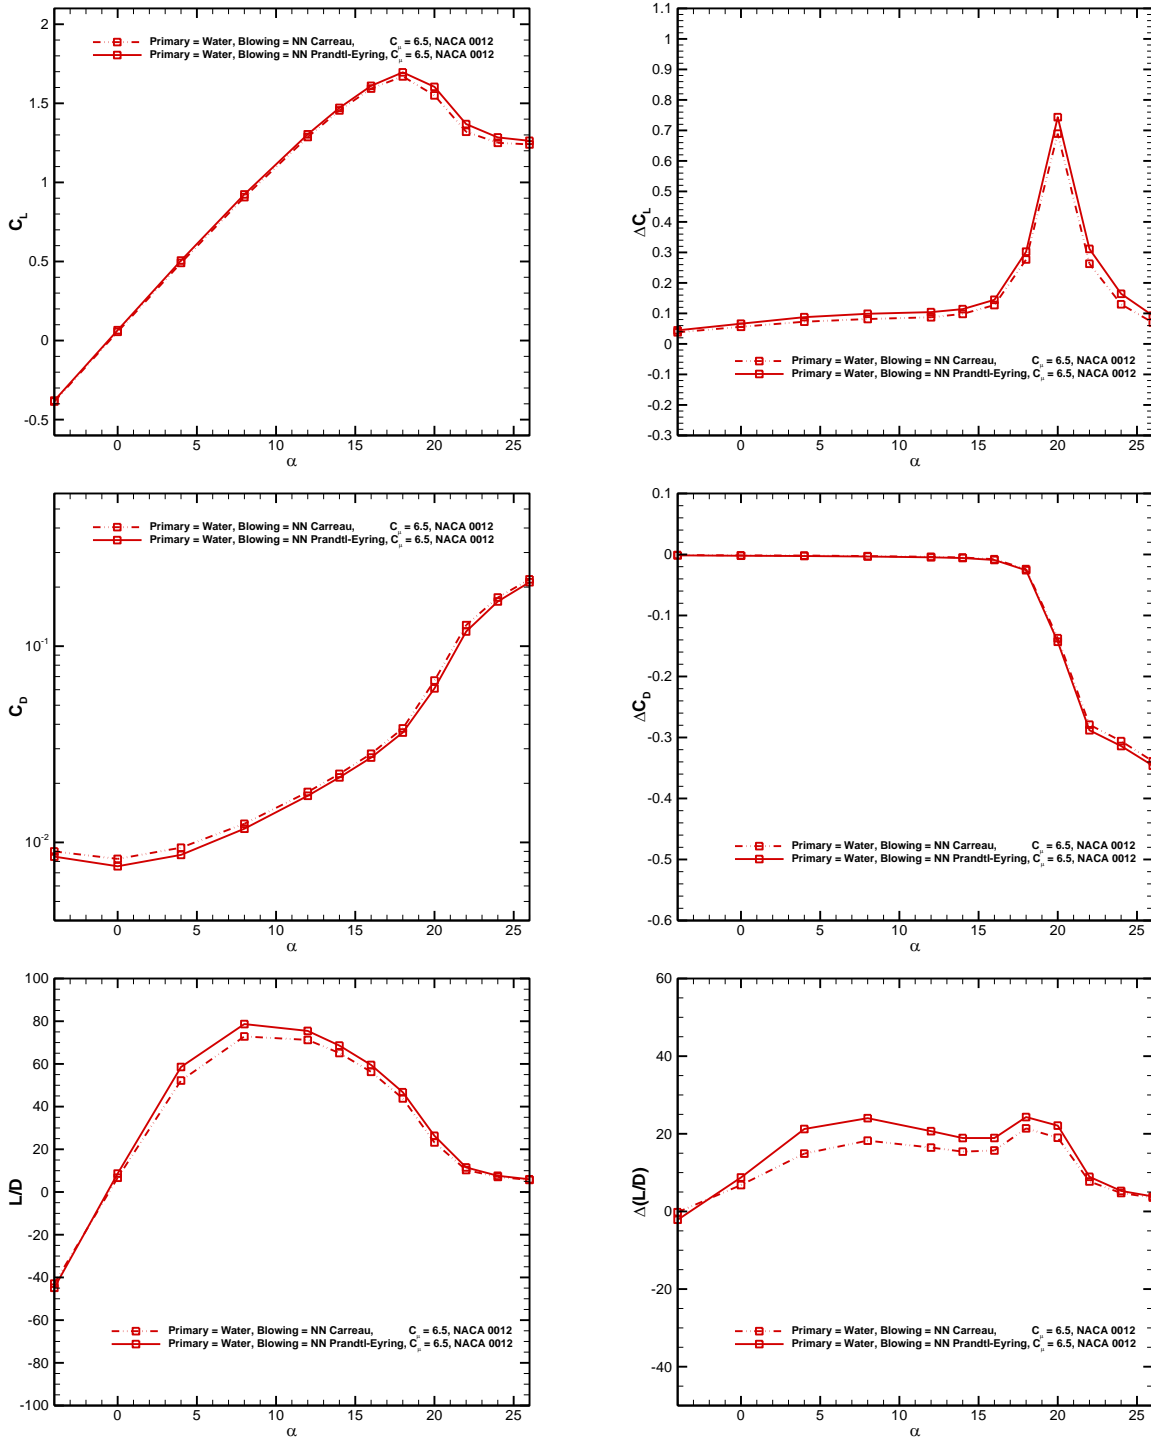 2
1.5
1
0.5
0
-0.5
C_L
Primary = Water, Blowing = NN Carreau, C_μ = 6.5, NACA 0012
Primary = Water, Blowing = NN Prandtl-Eyring, C_μ = 6.5, NACA 0012
0 5 10 15 20 25
α
1.1
1
0.9
0.8
0.7
0.6
0.5
0.4
0.3
0.2
0.1
0
-0.1
-0.2
-0.3
ΔC_L
Primary = Water, Blowing = NN Carreau, C_μ = 6.5, NACA 0012
Primary = Water, Blowing = NN Prandtl-Eyring, C_μ = 6.5, NACA 0012
0 5 10 15 20 25
α
Primary = Water, Blowing = NN Carreau, C_μ = 6.5, NACA 0012
Primary = Water, Blowing = NN Prandtl-Eyring, C_μ = 6.5, NACA 0012
10^-1
10^-2
C_D
0 5 10 15 20 25
α
0.1
0
-0.1
-0.2
-0.3
-0.4
-0.5
-0.6
ΔC_D
Primary = Water, Blowing = NN Carreau, C_μ = 6.5, NACA 0012
Primary = Water, Blowing = NN Prandtl-Eyring, C_μ = 6.5, NACA 0012
0 5 10 15 20 25
α
100
80
60
40
20
0
-20
-40
-60
-80
-100
L/D
Primary = Water, Blowing = NN Carreau, C_μ = 6.5, NACA 0012
Primary = Water, Blowing = NN Prandtl-Eyring, C_μ = 6.5, NACA 0012
0 5 10 15 20 25
α
60
40
20
0
-20
-40
Δ(L/D)
Primary = Water, Blowing = NN Carreau, C_μ = 6.5, NACA 0012
Primary = Water, Blowing = NN Prandtl-Eyring, C_μ = 6.5, NACA 0012
0 5 10 15 20 25
α